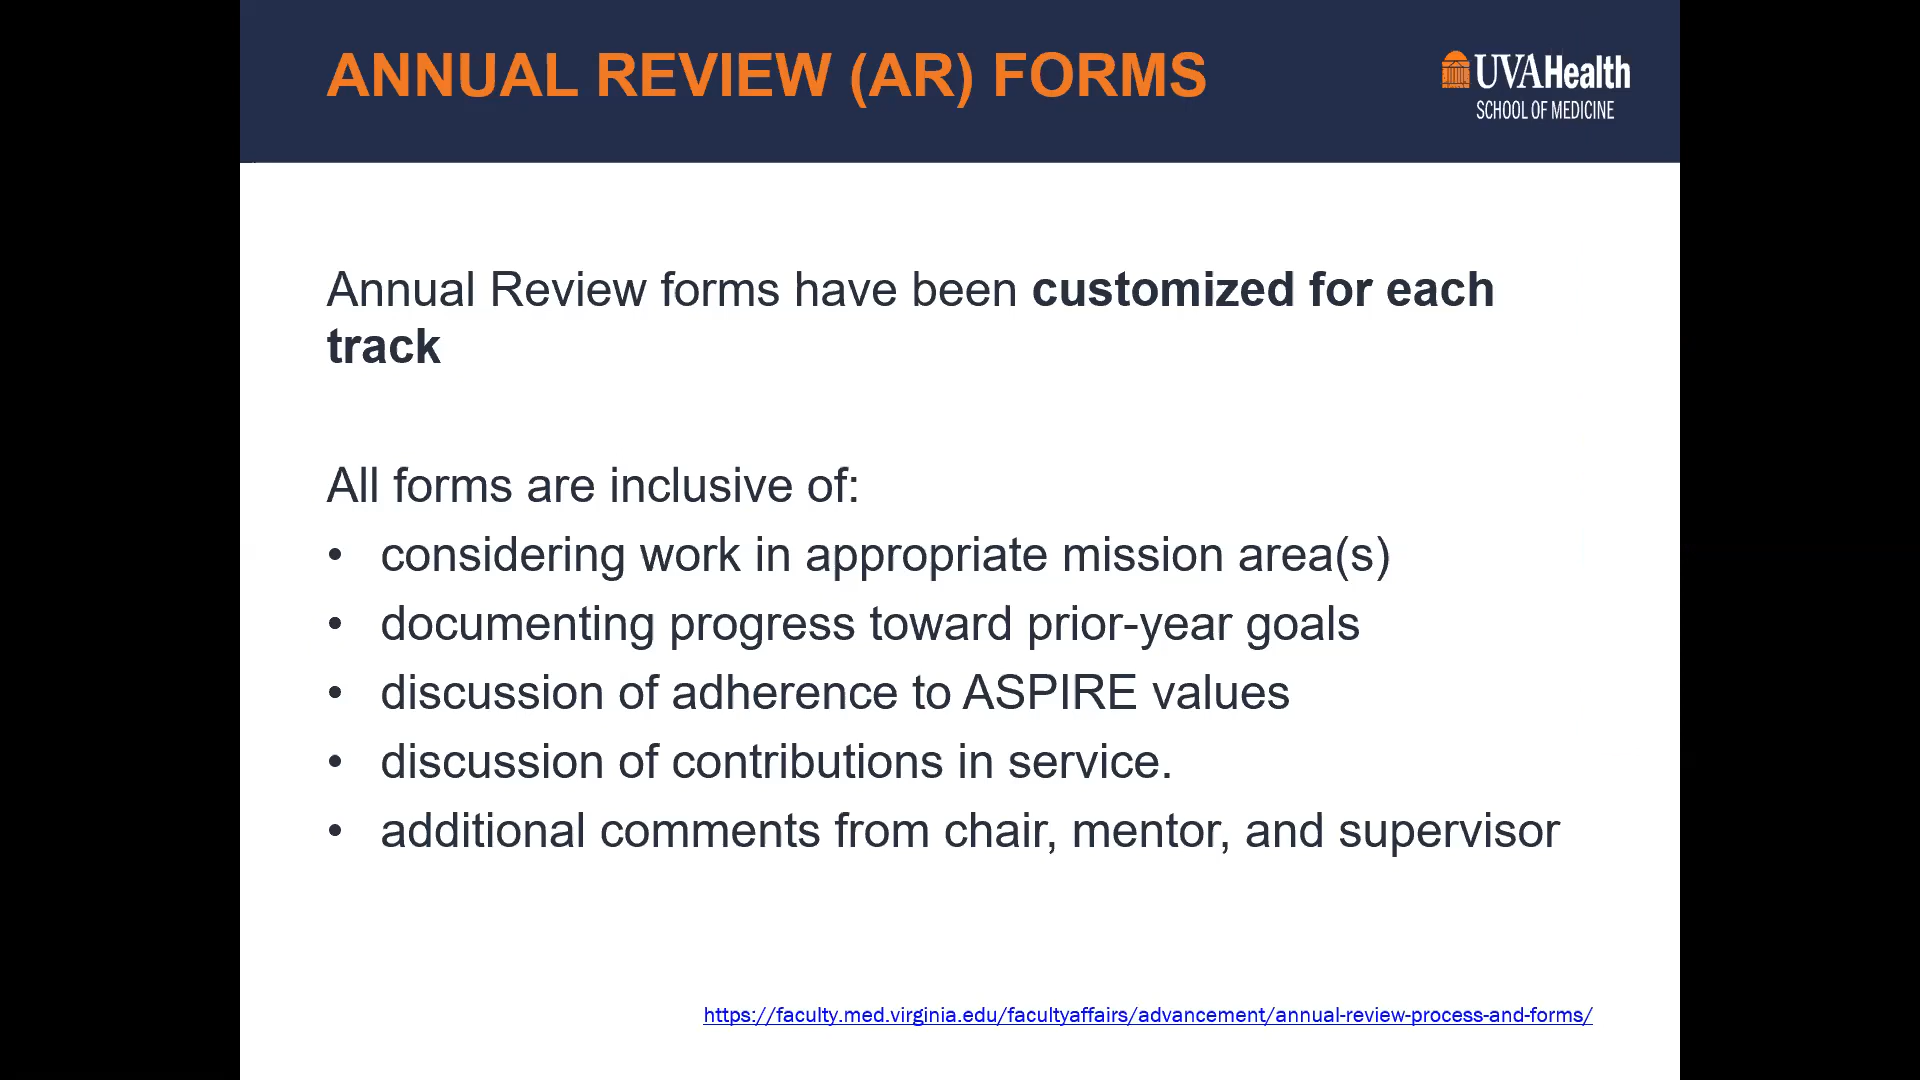 ANNUAL REVIEW (AR) FORMS
UVAHealth
SCHOOL OF MEDICINE
Annual Review forms have been customized for each
track
All forms are inclusive of:
• considering work in appropriate mission area(s)
• documenting progress toward prior-year goals
• discussion of adherence to ASPIRE values
• discussion of contributions in service.
• additional comments from chair, mentor, and supervisor
https://faculty.med.virginia.edu/facultyaffairs/advancement/annual-review-process-and-forms/